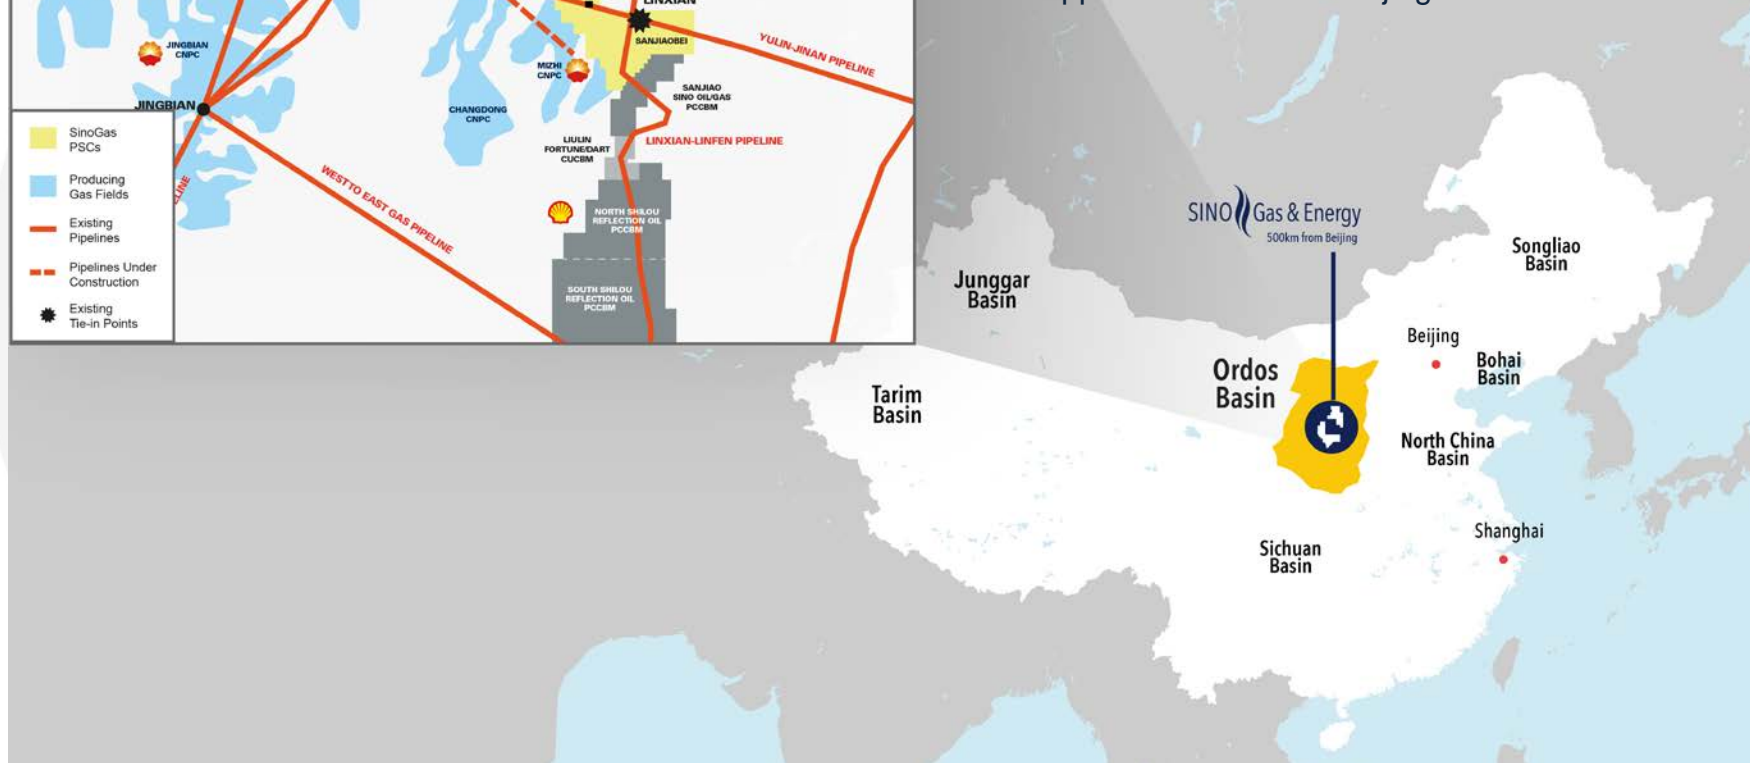 LINXIAN
SANJIAOBEI
YULIN-JINAN PIPELINE
JINGBIAN
CNPC
MIZHI
CNPC
SANJIAO
SINO OIL/GAS
PCCBM
JINGBIAN
CHANGDONG
CNPC
LIULIN
FORTUNE/DART
CUCBM
LINXIAN-LINFEN PIPELINE
WEST TO EAST GAS PIPELINE
NORTH SHILOU
REFLECTION OIL
PCCBM
SOUTH SHILOU
REFLECTION OIL
PCCBM
SinoGas
PSCs
Producing
Gas Fields
Existing
Pipelines
Pipelines Under
Construction
Existing
Tie-in Points
SINO Gas & Energy
500km from Beijing
Songliao
Basin
Junggar
Basin
Beijing
Bohai
Basin
Ordos
Basin
Tarim
Basin
North China
Basin
Shanghai
Sichuan
Basin